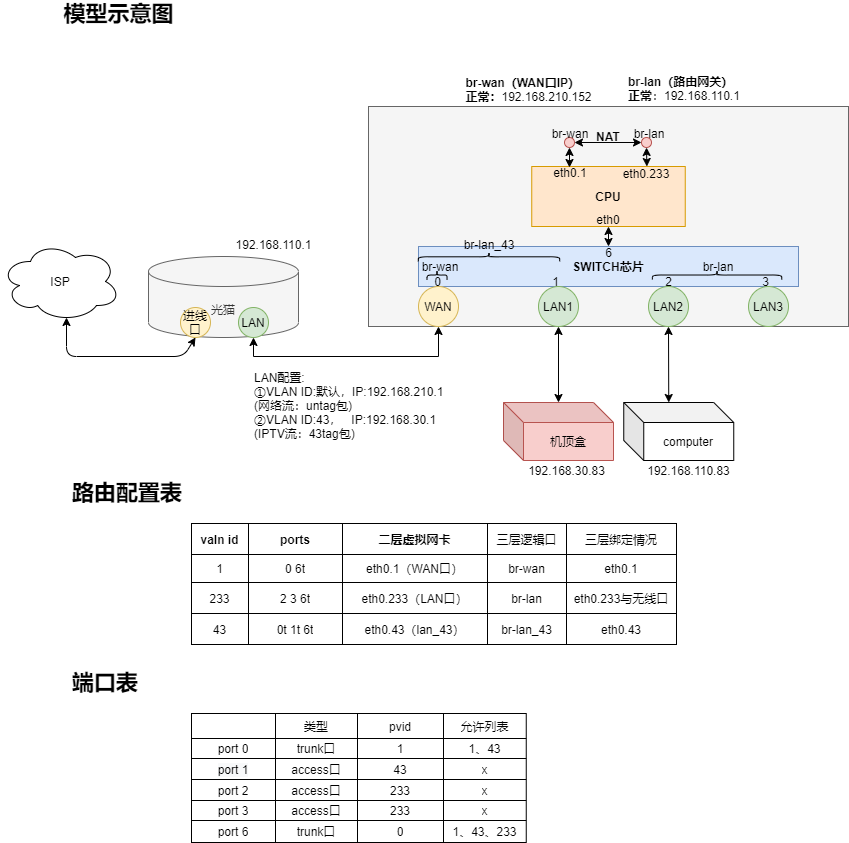 模型示意图
br-wan（WAN口IP）
正常：192.168.210.152
br-lan（路由网关）
正常：192.168.110.1
br-wan
NAT
br-lan
eth0.1
eth0.233
CPU
eth0
6
br-lan_43
SWITCH芯片
br-wan
br-lan
0
1
2
3
WAN
LAN1
LAN2
LAN3
192.168.110.1
ISP
光猫
进线
口
LAN
LAN配置:
①VLAN ID:默认，IP:192.168.210.1
(网络流：untag包)
②VLAN ID:43， IP:192.168.30.1
(IPTV流：43tag包)
机顶盒
computer
192.168.30.83
192.168.110.83
路由配置表
valn id ports 二层虚拟网卡 三层逻辑口 三层绑定情况
1 0 6t eth0.1（WAN口） br-wan eth0.1
233 2 3 6t eth0.233（LAN口） br-lan eth0.233与无线口
43 0t 1t 6t eth0.43（lan_43） br-lan_43 eth0.43
端口表
类型 pvid 允许列表
port 0 trunk口 1 1、43
port 1 access口 43 x
port 2 access口 233 x
port 3 access口 233 x
port 6 trunk口 0 1、43、233